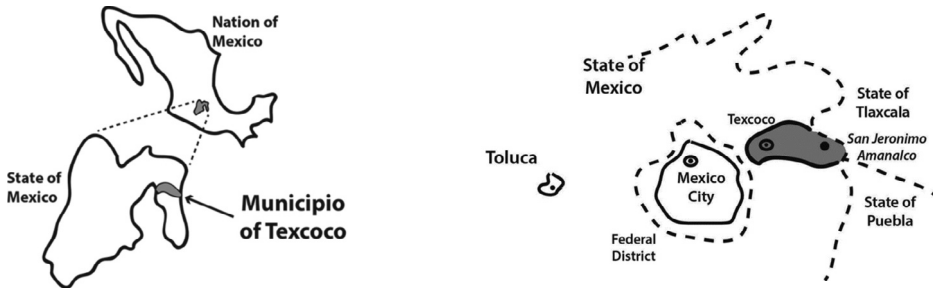 Nation of
Mexico
State of
Mexico
Municipio
of Texcoco
State of
Mexico
State of
Tlaxcala
Texcoco
San Jeronimo
Amanalco
Toluca
Mexico
City
State of
Puebla
Federal
District